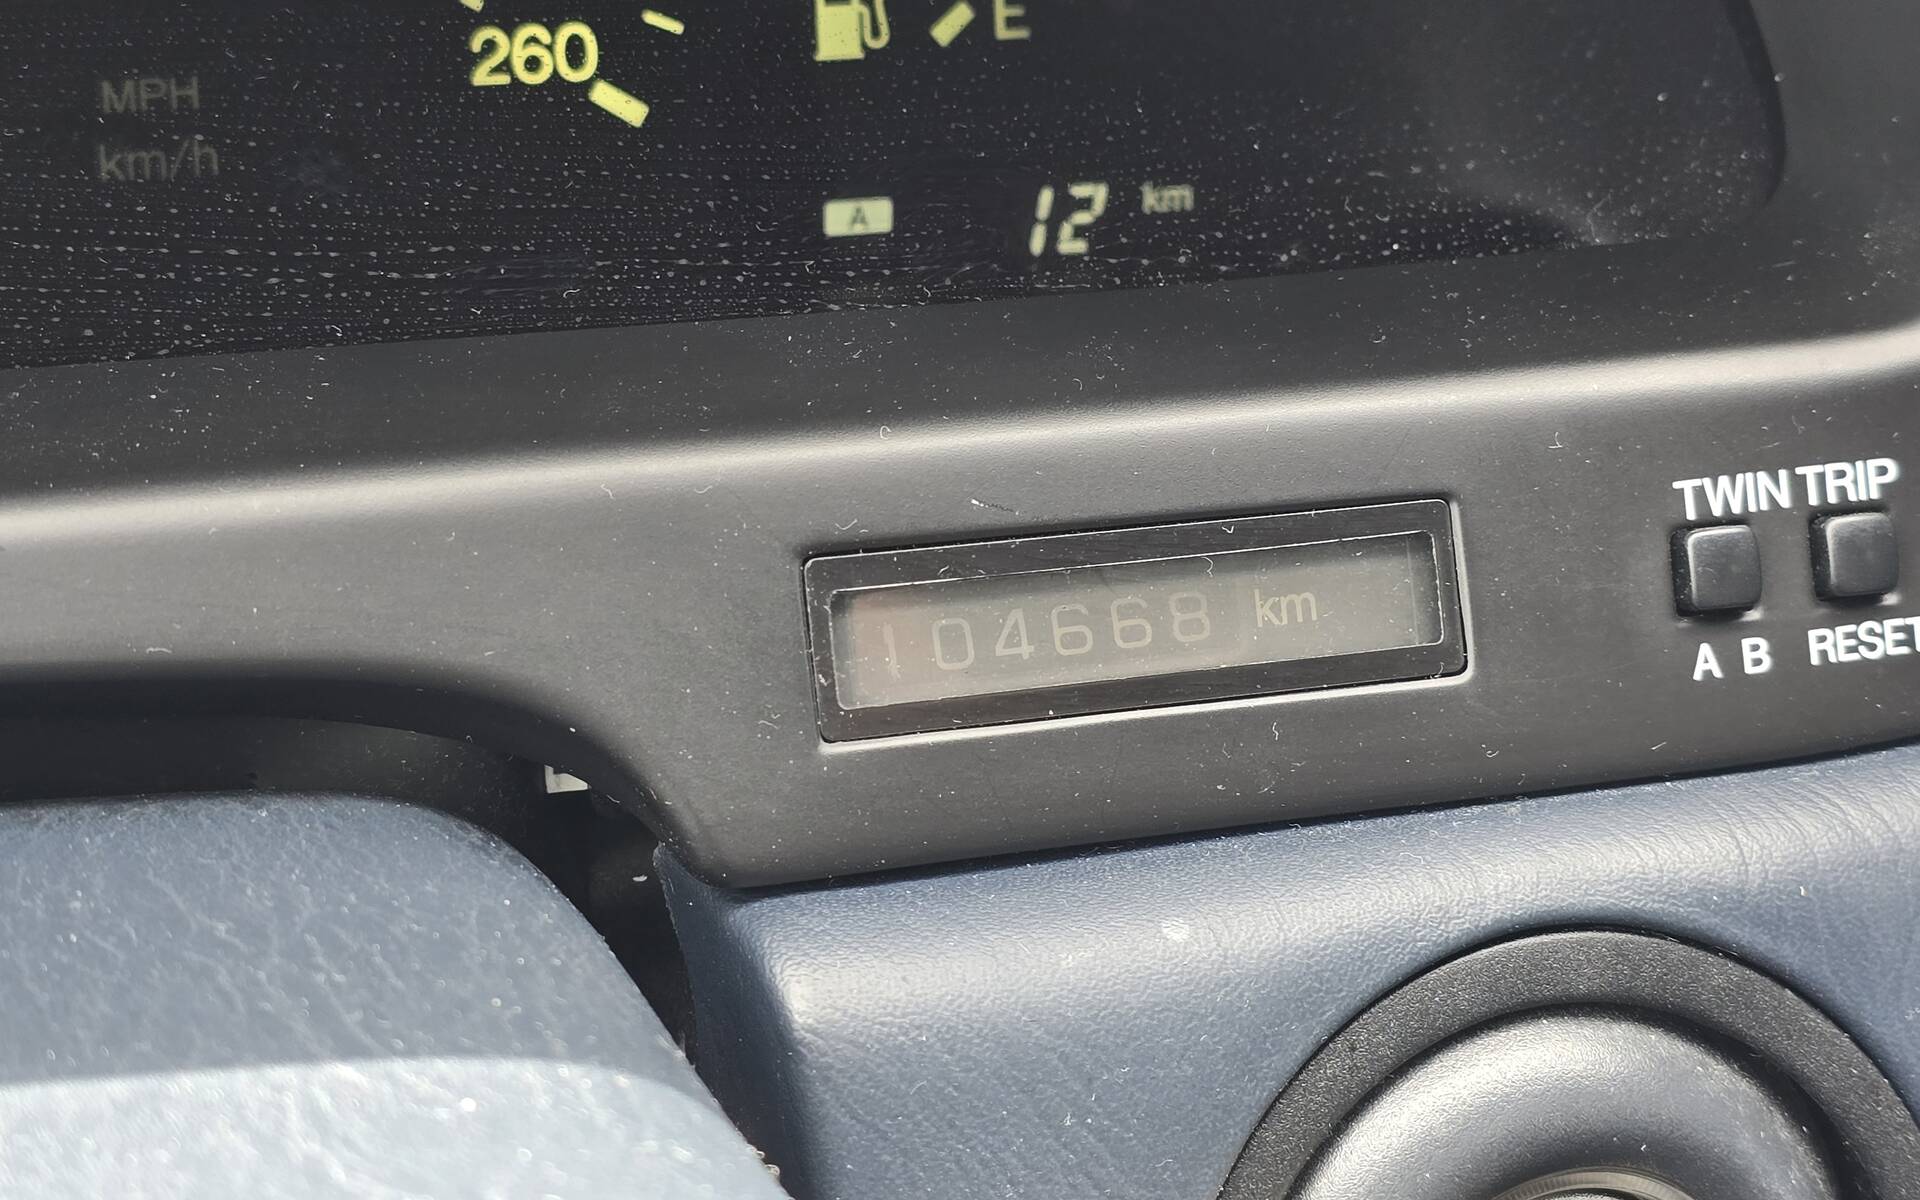 260
E
MPH
km/h
A
12 km
104668 km
TWIN TRIP
A B RESET